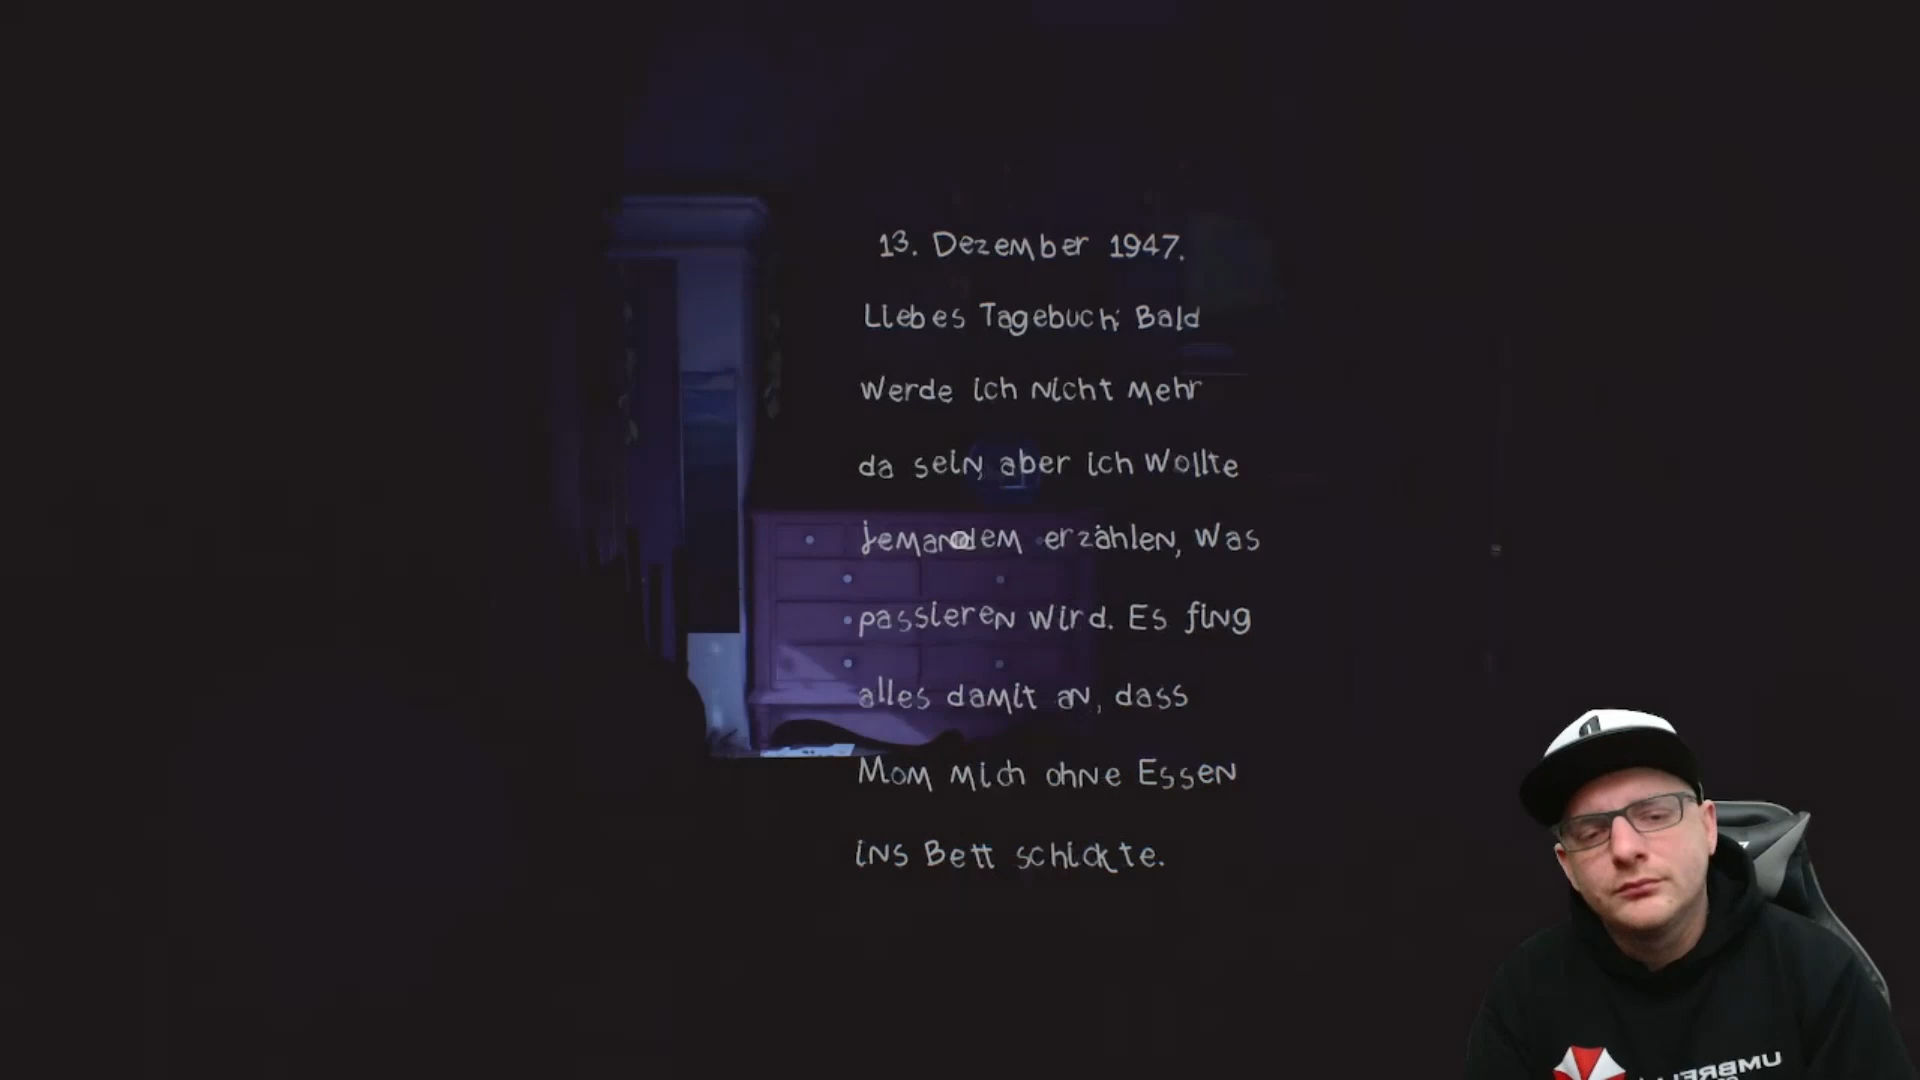 13. Dezember 1947.
Liebes Tagebuch: Bald
werde ich nicht mehr
da sein, aber ich wollte
jemandem erzählen, was
passieren wird. Es fing
alles damit an, dass
Mom mich ohne Essen
ins Bett schickte.